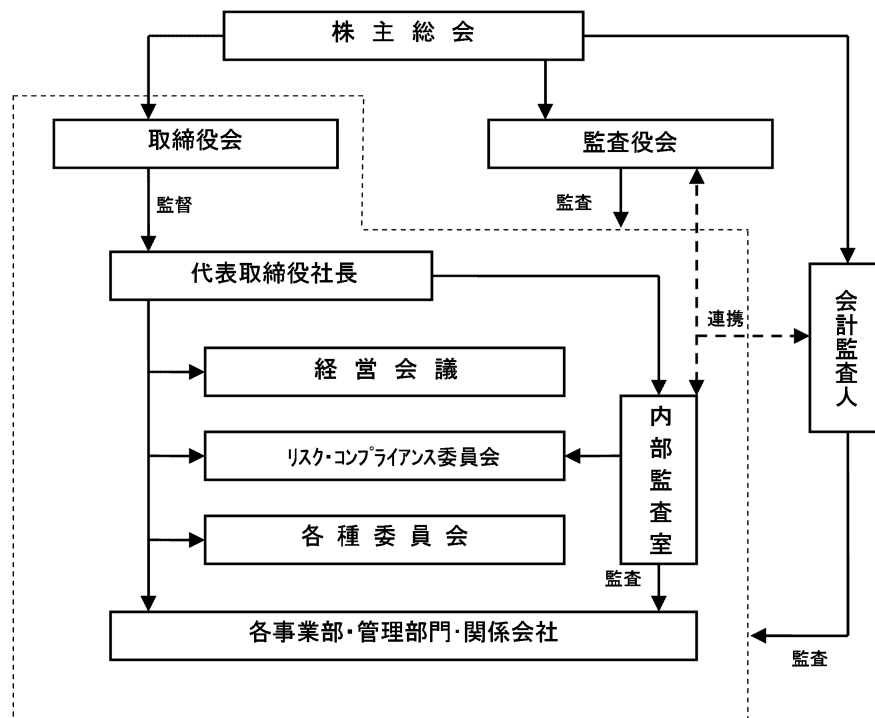 株主総会
取締役会
監査役会
監督
監査
代表取締役社長
会計監査人
連携
経営会議
内部監査室
リスク・コンプライアンス委員会
各種委員会
監査
各事業部・管理部門・関係会社
監査